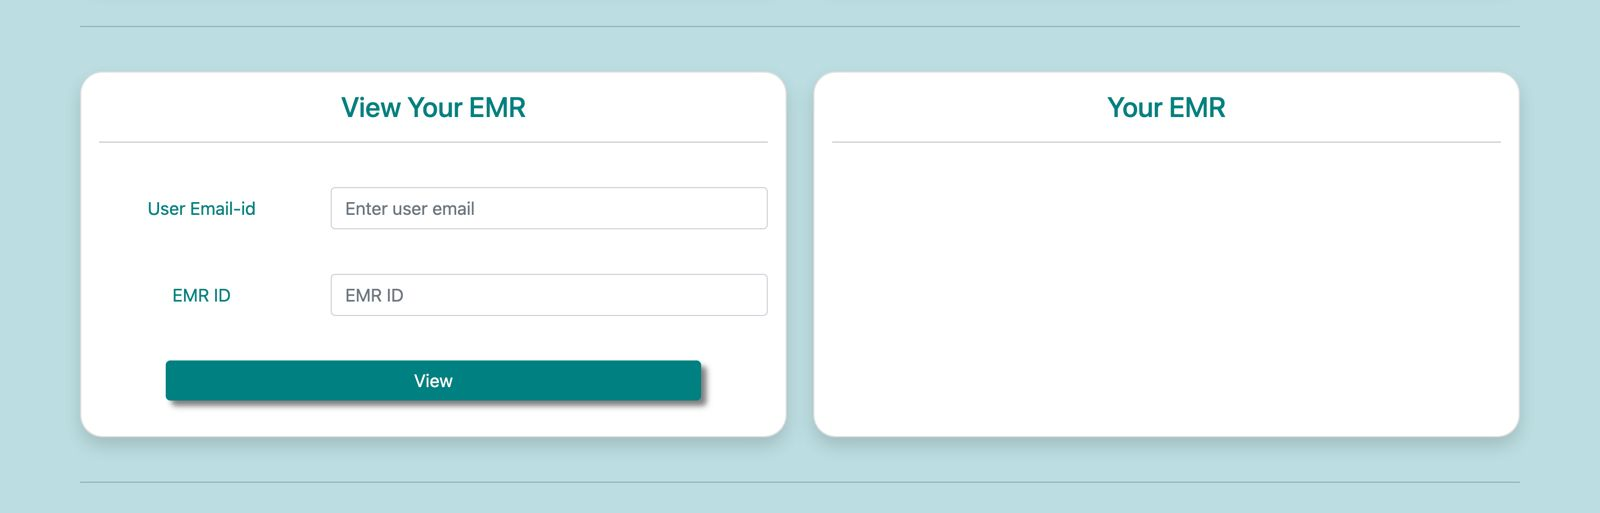 View Your EMR
User Email-id
Enter user email
EMR ID
EMR ID
View
Your EMR